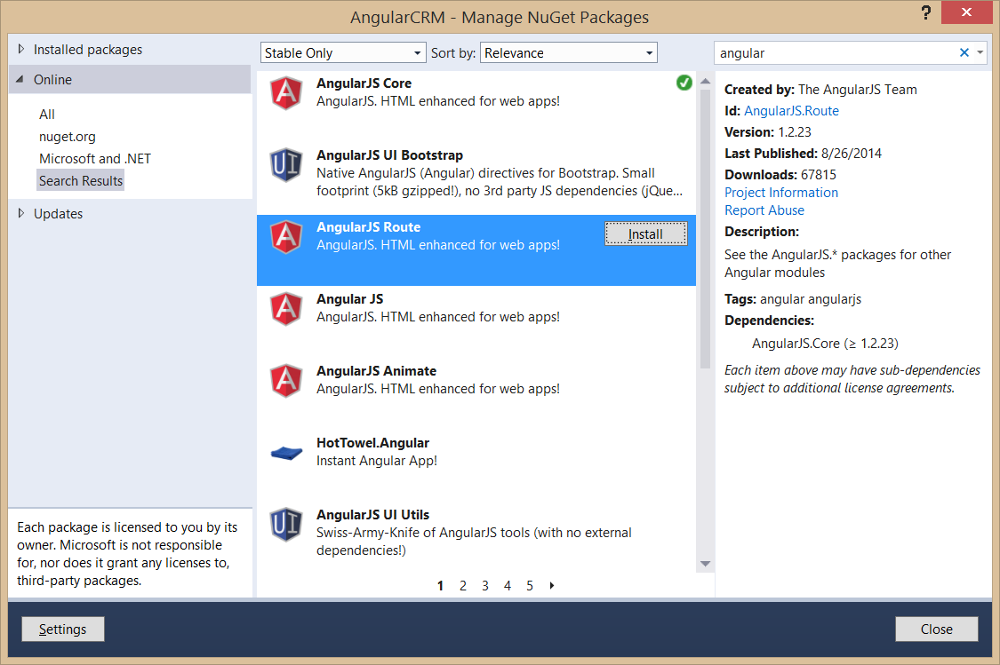 AngularCRM - Manage NuGet Packages
?
Installed packages
Online
All
nuget.org
Microsoft and .NET
Search Results
Updates
Each package is licensed to you by its
owner. Microsoft is not responsible
for, nor does it grant any licenses to,
third-party packages.
Stable Only
Sort by:
Relevance
AngularJS Core
AngularJS. HTML enhanced for web apps!
AngularJS UI Bootstrap
Native AngularJS (Angular) directives for Bootstrap. Small
footprint (5kB gzipped!), no 3rd party JS dependencies (jQue...
AngularJS Route
AngularJS. HTML enhanced for web apps!
Install
Angular JS
AngularJS. HTML enhanced for web apps!
AngularJS Animate
AngularJS. HTML enhanced for web apps!
HotTowel.Angular
Instant Angular App!
AngularJS UI Utils
Swiss-Army-Knife of AngularJS tools (with no external
dependencies!)
1 2 3 4 5
angular
Created by: The AngularJS Team
Id: AngularJS.Route
Version: 1.2.23
Last Published: 8/26/2014
Downloads: 67815
Project Information
Report Abuse
Description:
See the AngularJS.* packages for other
Angular modules
Tags: angular angularjs
Dependencies:
AngularJS.Core (≥ 1.2.23)
Each item above may have sub-dependencies
subject to additional license agreements.
Settings
Close